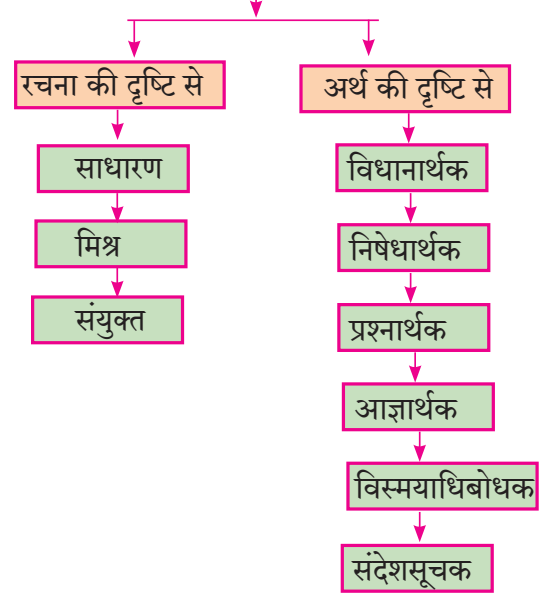 रचना की दृष्टि से
साधारण
मिश्र
संयुक्त
अर्थ की दृष्टि से
विधानार्थक
निषेधार्थक
प्रश्नार्थक
आज्ञार्थक
विस्मयाधिबोधक
संदेशसूचक